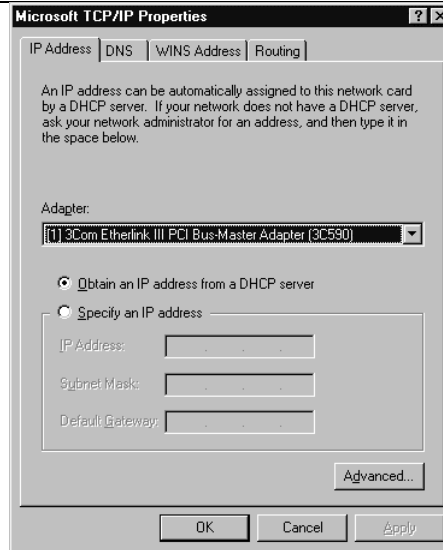 Microsoft TCP/IP Properties
IP Address DNS WINS Address Routing
An IP address can be automatically assigned to this network card
by a DHCP server. If your network does not have a DHCP server,
ask your network administrator for an address, and then type it in
the space below.
Adapter:
[1] 3Com Etherlink III PCI Bus-Master Adapter (3C590)
Obtain an IP address from a DHCP server
Specify an IP address
IP Address:
Subnet Mask:
Default Gateway:
Advanced...
OK Cancel Apply